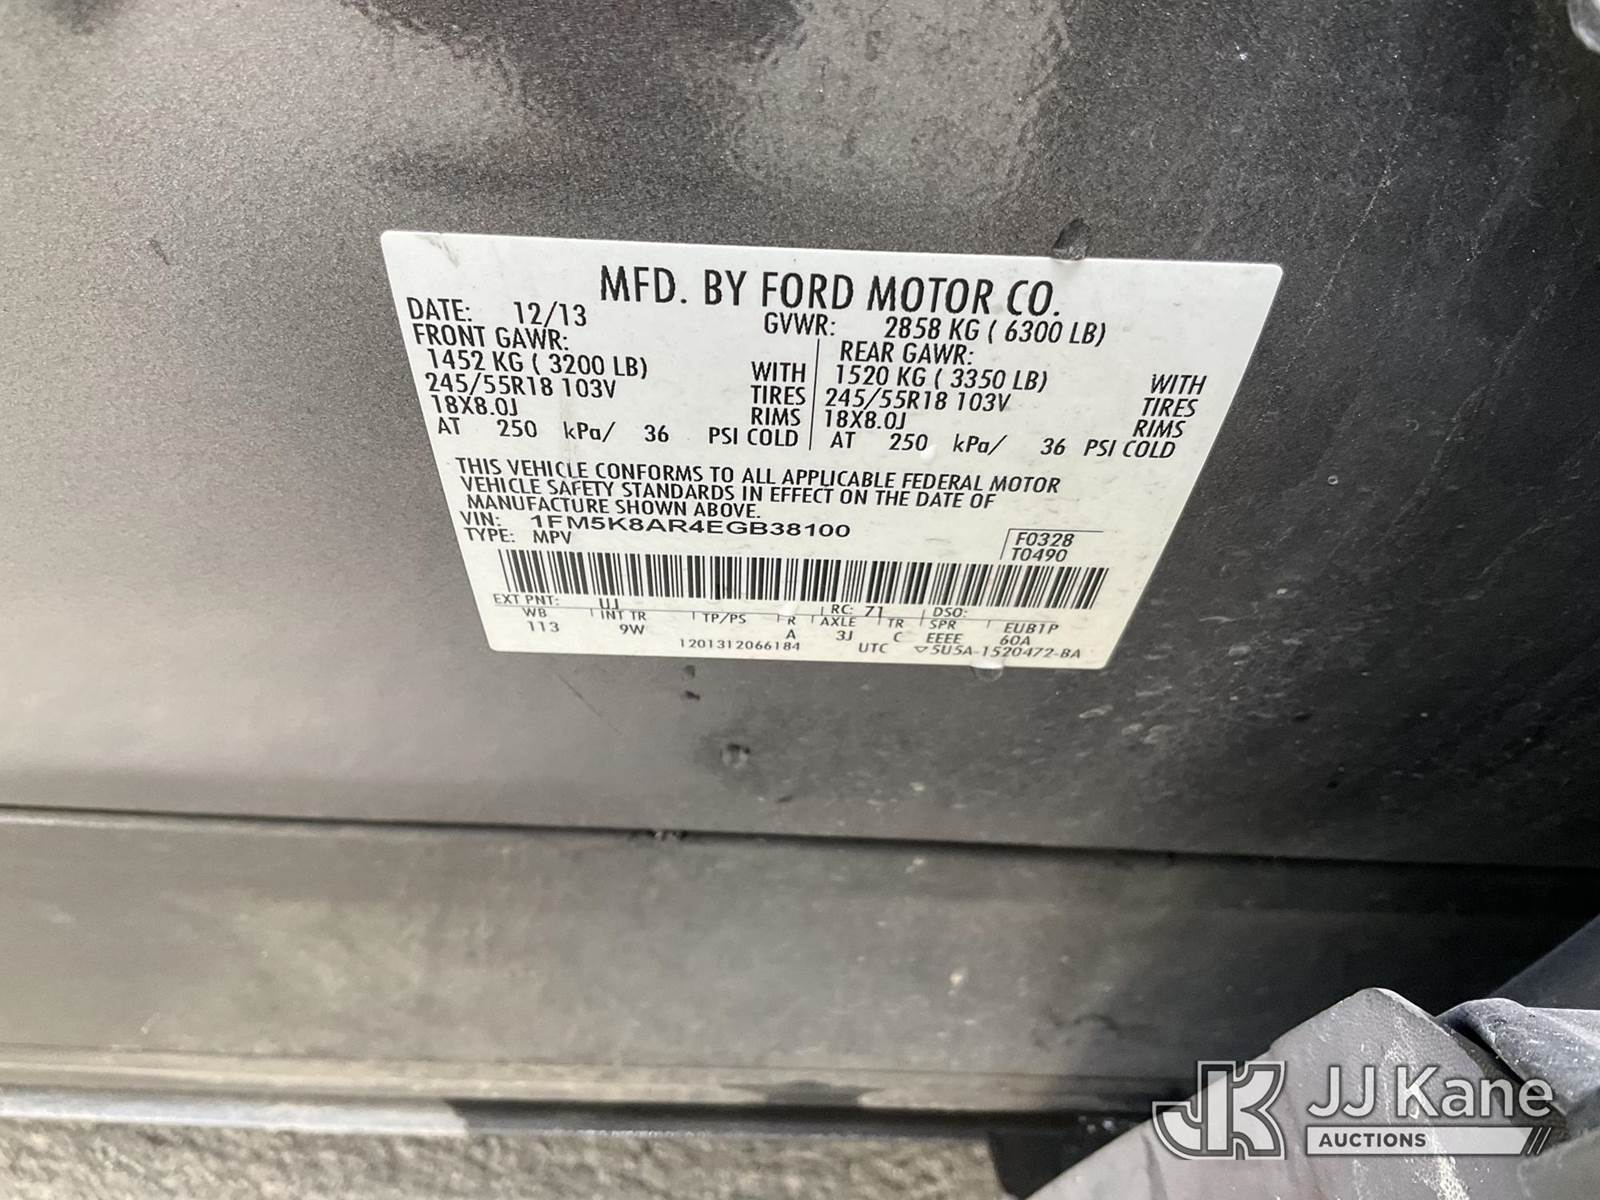 MFD. BY FORD MOTOR CO.
DATE: 12/13 GVWR: 2858 KG ( 6300 LB)
FRONT GAWR: REAR GAWR:
1452 KG ( 3200 LB) WITH 1520 KG ( 3350 LB) WITH
245/55R18 103V TIRES 245/55R18 103V TIRES
18X8.0J RIMS 18X8.0J RIMS
AT 250 kPa/ 36 PSI COLD AT 250 kPa/ 36 PSI COLD
THIS VEHICLE CONFORMS TO ALL APPLICABLE FEDERAL MOTOR
VEHICLE SAFETY STANDARDS IN EFFECT ON THE DATE OF
MANUFACTURE SHOWN ABOVE.
VIN: 1FM5K8AR4EGB38100
TYPE: MPV
F0328
T0490
EXT PNT: UJ RC: 71 DSO:
WB INT TR TP/PS R AXLE TR SPR EUB1P
113 9W A 3J C EEEE 60A
1201312066184 UTC ▽5U5A-1520472-BA
JK JJ Kane
AUCTIONS